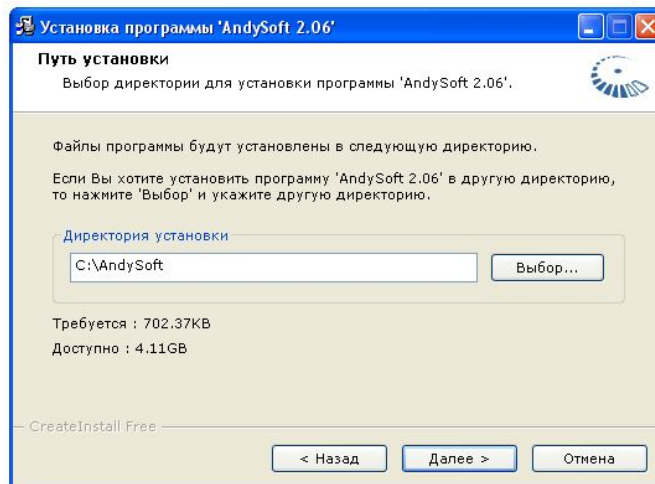 Установка программы 'AndySoft 2.06'
Путь установки
Выбор директории для установки программы 'AndySoft 2.06'.
Файлы программы будут установлены в следующую директорию.
Если Вы хотите установить программу 'AndySoft 2.06' в другую директорию,
то нажмите 'Выбор' и укажите другую директорию.
Директория установки
C:\AndySoft
Выбор...
Требуется : 702.37KB
Доступно : 4.11GB
CreateInstall Free
< Назад
Далее >
Отмена